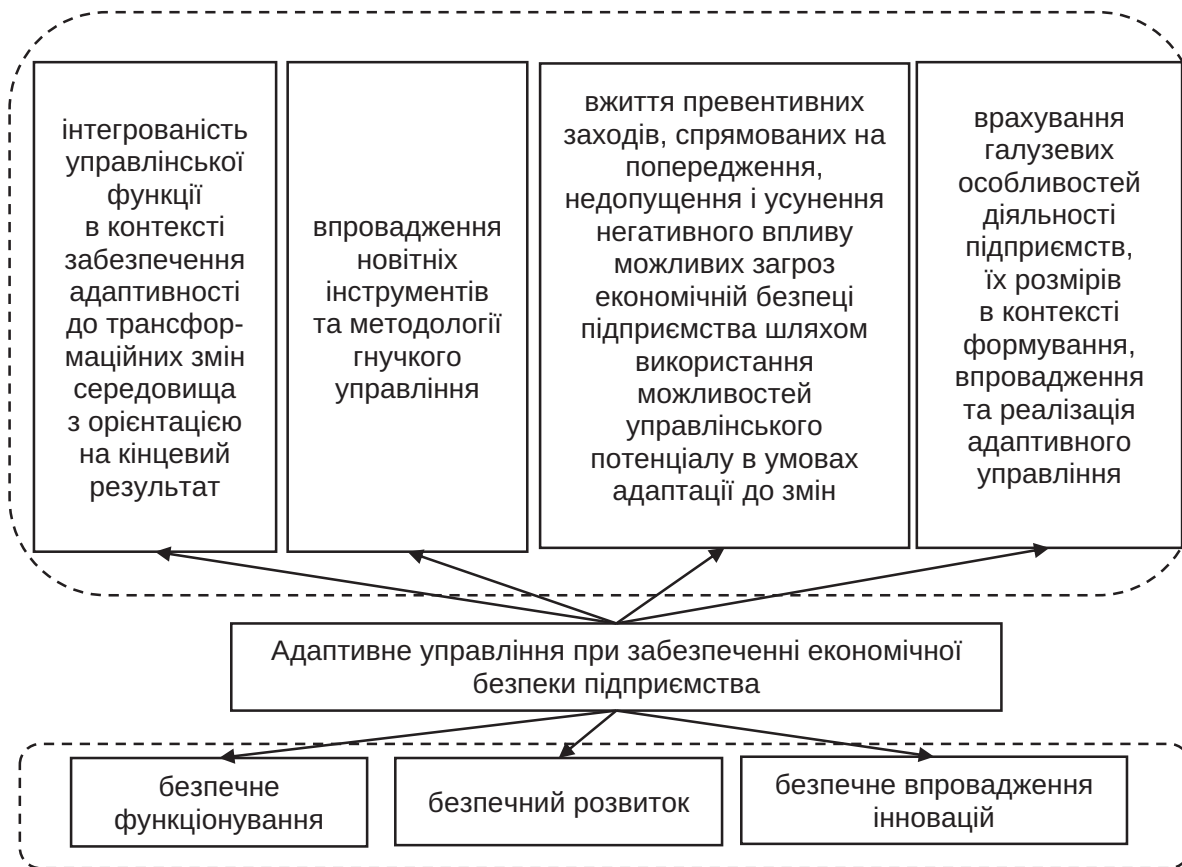 інтегрованість
управлінської
функції
в контексті
забезпечення
адаптивності
до трансфор-
маційних змін
середовища
з орієнтацією
на кінцевий
результат
впровадження
новітніх
інструментів
та методології
гнучкого
управління
вжиття превентивних
заходів, спрямованих на
попередження,
недопущення і усунення
негативного впливу
можливих загроз
економічній безпеці
підприємства шляхом
використання
можливостей
управлінського
потенціалу в умовах
адаптації до змін
врахування
галузевих
особливостей
діяльності
підприємств,
їх розмірів
в контексті
формування,
впровадження
та реалізація
адаптивного
управління
Адаптивне управління при забезпеченні економічної
безпеки підприємства
безпечне
функціонування
безпечний розвиток
безпечне впровадження
інновацій